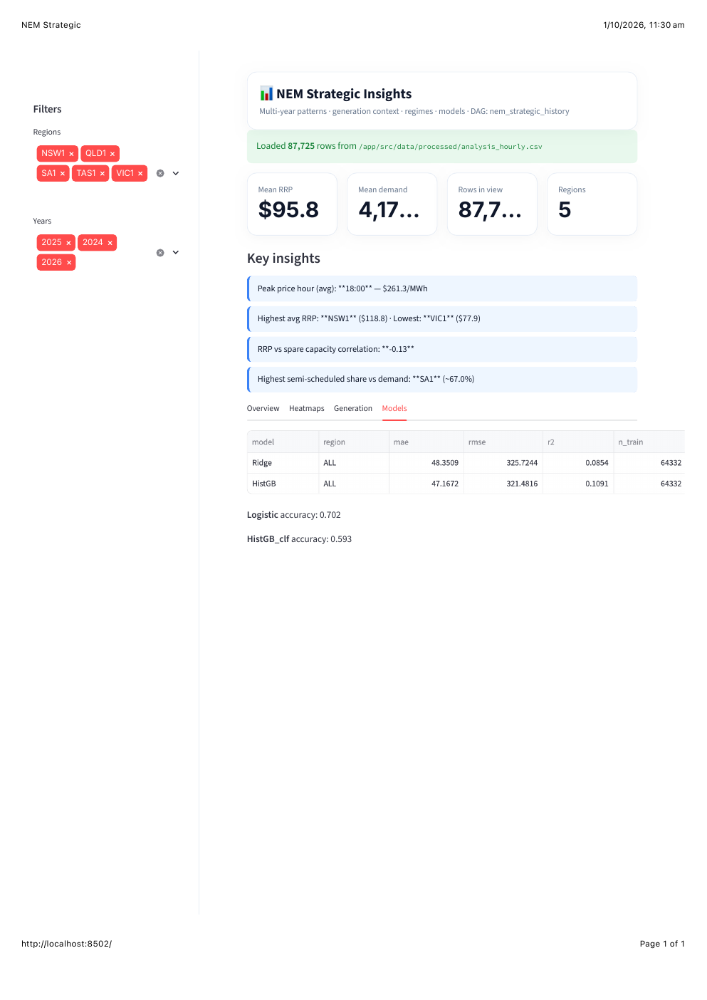 NEM Strategic
1/10/2026, 11:30 am
Filters
Regions
NSW1 × QLD1 ×
SA1 × TAS1 × VIC1 ×
Years
2025 × 2024 ×
2026 ×
NEM Strategic Insights
Multi-year patterns · generation context · regimes · models · DAG: nem_strategic_history
Loaded 87,725 rows from /app/src/data/processed/analysis_hourly.csv
Mean RRP
$95.8
Mean demand
4,17...
Rows in view
87,7...
Regions
5
Key insights
Peak price hour (avg): **18:00** — $261.3/MWh
Highest avg RRP: **NSW1** ($118.8) · Lowest: **VIC1** ($77.9)
RRP vs spare capacity correlation: **-0.13**
Highest semi-scheduled share vs demand: **SA1** (~67.0%)
Overview Heatmaps Generation Models
model region mae rmse r2 n_train
Ridge ALL 48.3509 325.7244 0.0854 64332
HistGB ALL 47.1672 321.4816 0.1091 64332
Logistic accuracy: 0.702
HistGB_clf accuracy: 0.593
http://localhost:8502/
Page 1 of 1